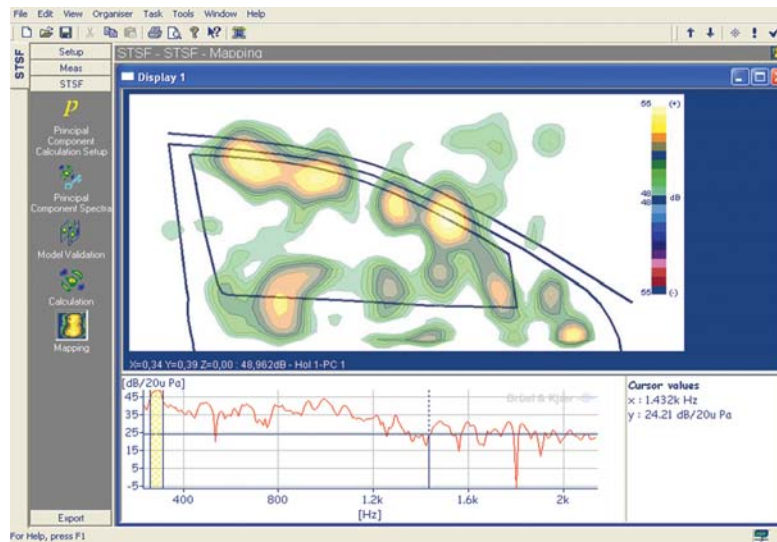 File Edit View Organiser Task Tools Window Help
STSF
Setup
Meas
STSF
Principal
Component
Calculation Setup
Principal
Component Spectra
Model Validation
Calculation
Mapping
Export
STSF - STSF - Mapping
Display 1
55 (+)
48
48 dB
55 (-)
X=0,34 Y=0,39 Z=0,00 : 48,962dB - Hol 1-PC 1
[dB/20u Pa]
Brüel & Kjær
45
35
25
15
5
-5
400 800 1.2k 1.6k 2k
[Hz]
Cursor values
x : 1.432k Hz
y : 24.21 dB/20u Pa
For Help, press F1